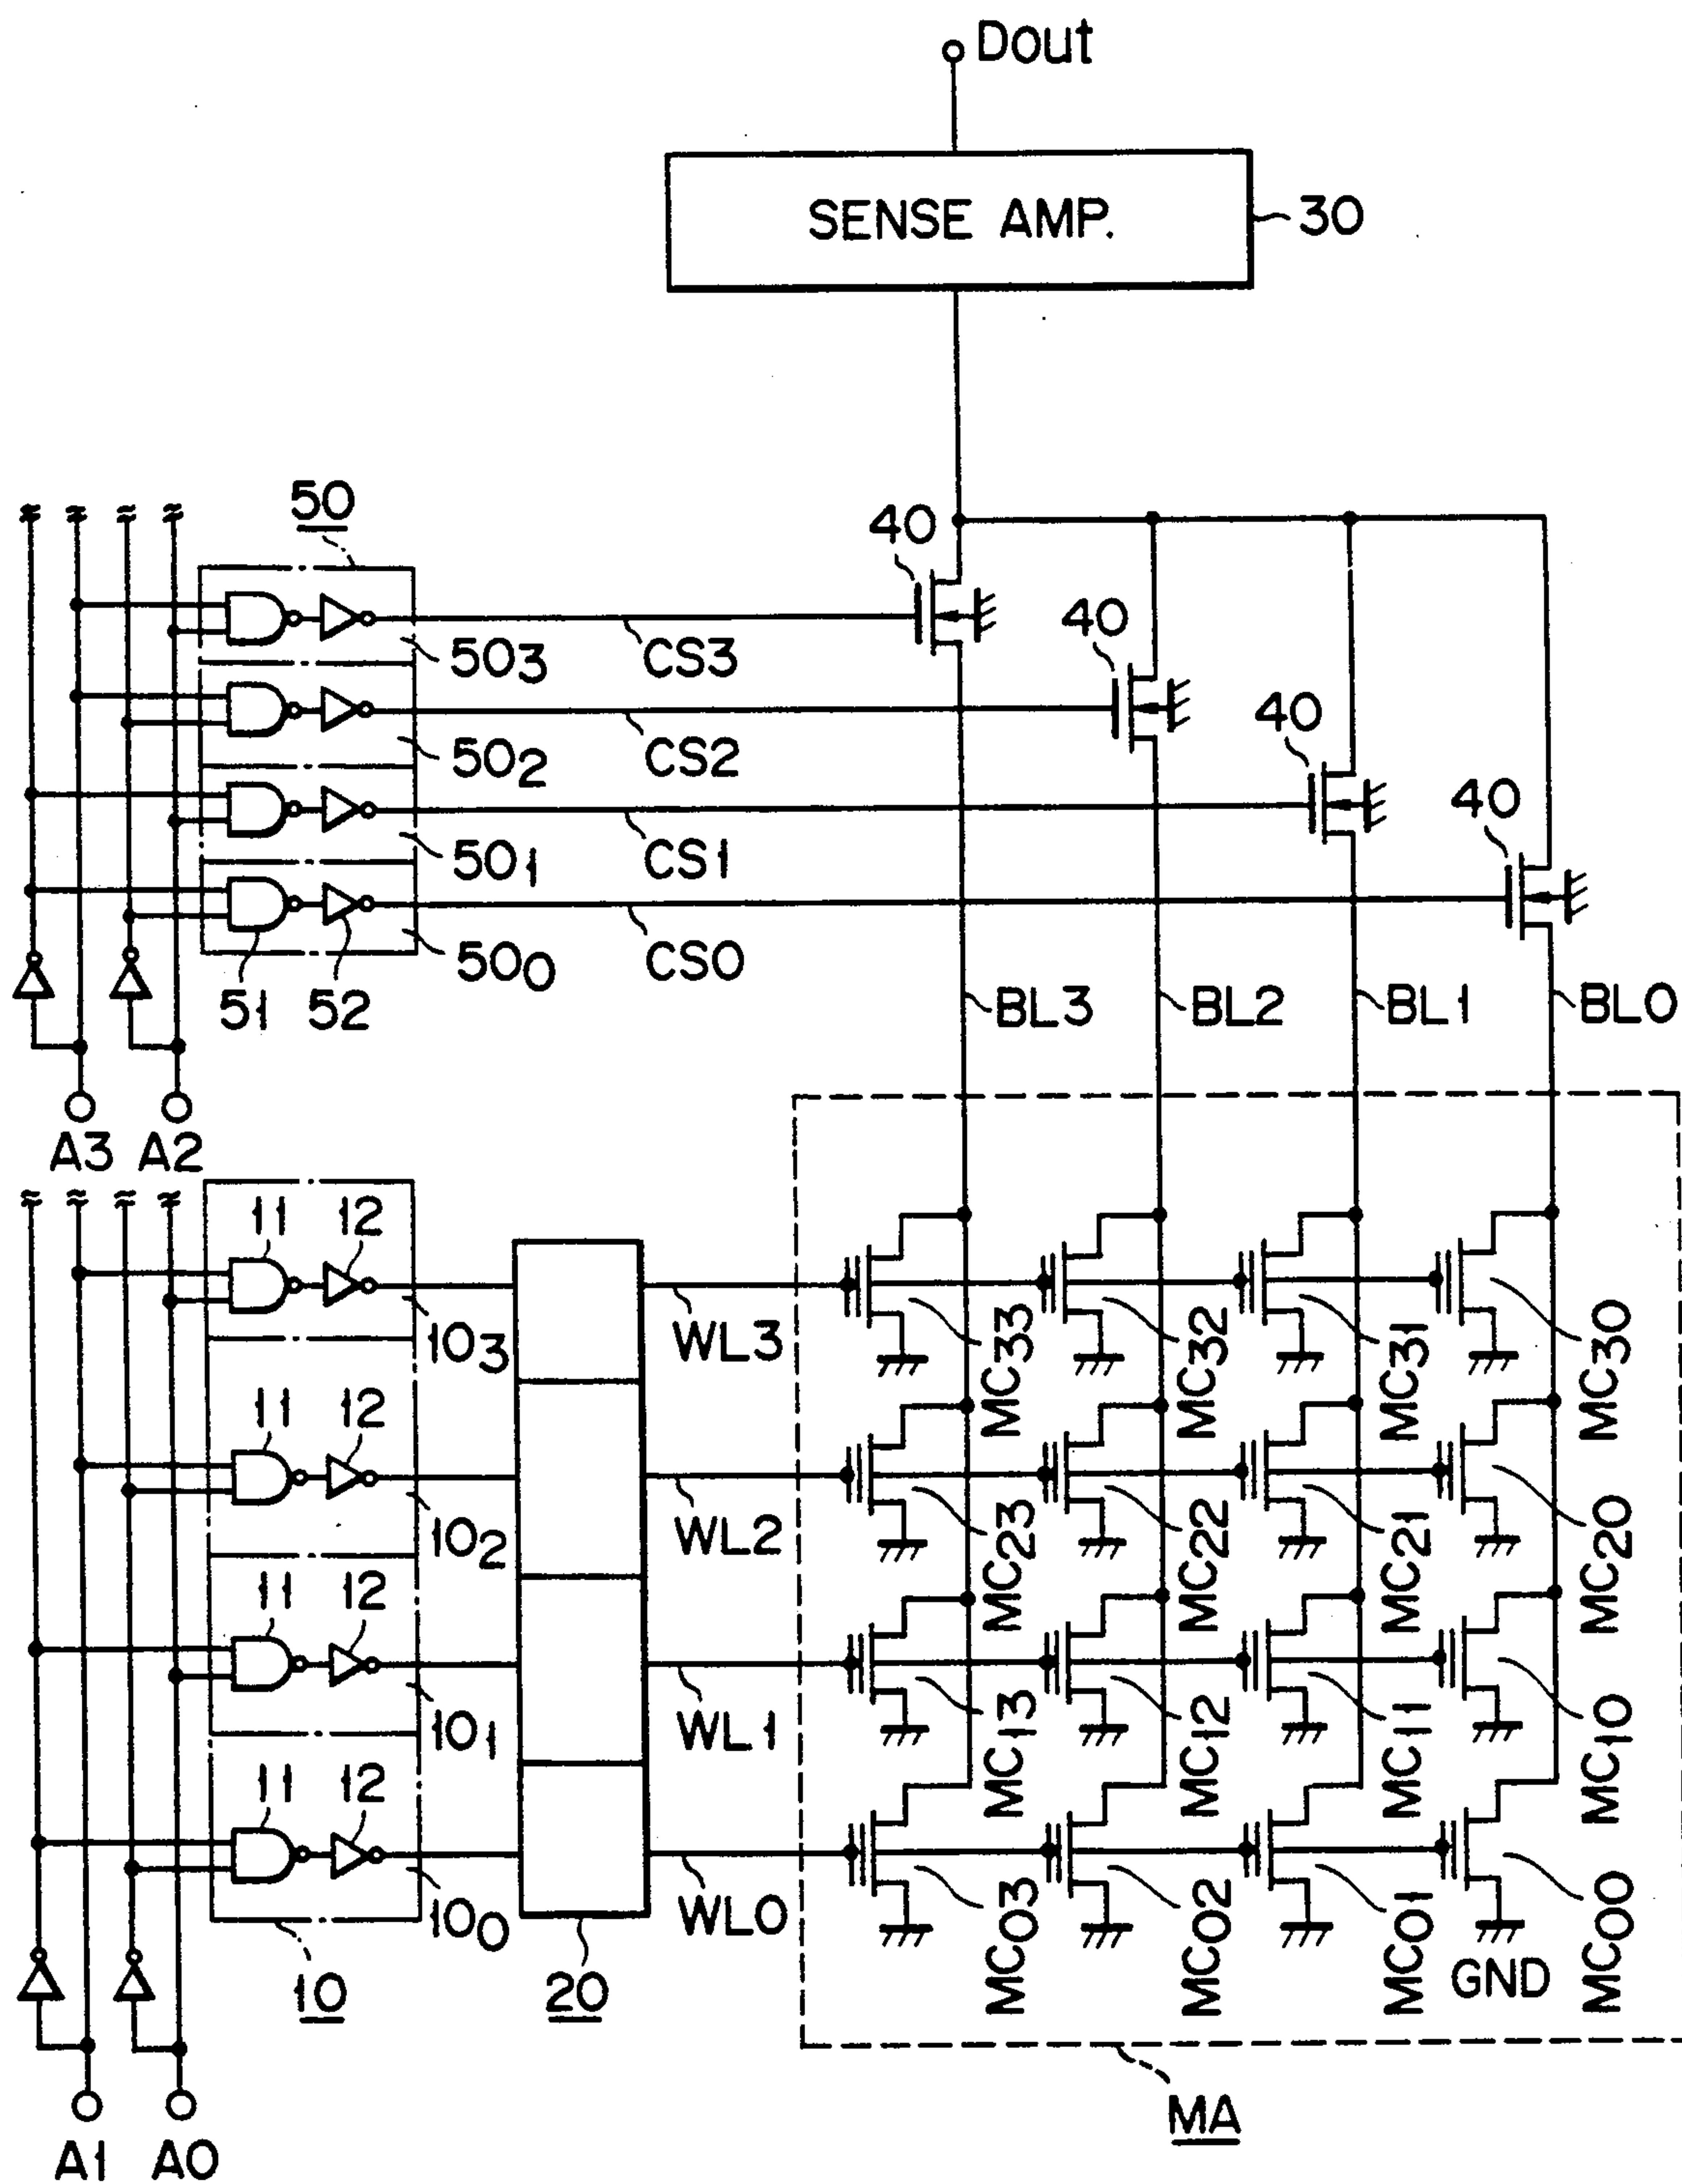 Dout
SENSE AMP.
30
50
40
503
CS3
40
502
CS2
40
501
CS1
40
500
CS0
51
52
BL3
BL2
BL1
BL0
A3
A2
11
12
103
WL3
MC33
MC32
MC31
MC30
11
12
102
WL2
MC23
MC22
MC21
MC20
11
12
101
WL1
MC13
MC12
MC11
MC10
11
12
100
WL0
MC03
MC02
MC01
MC00
GND
10
20
MA
A1
A0